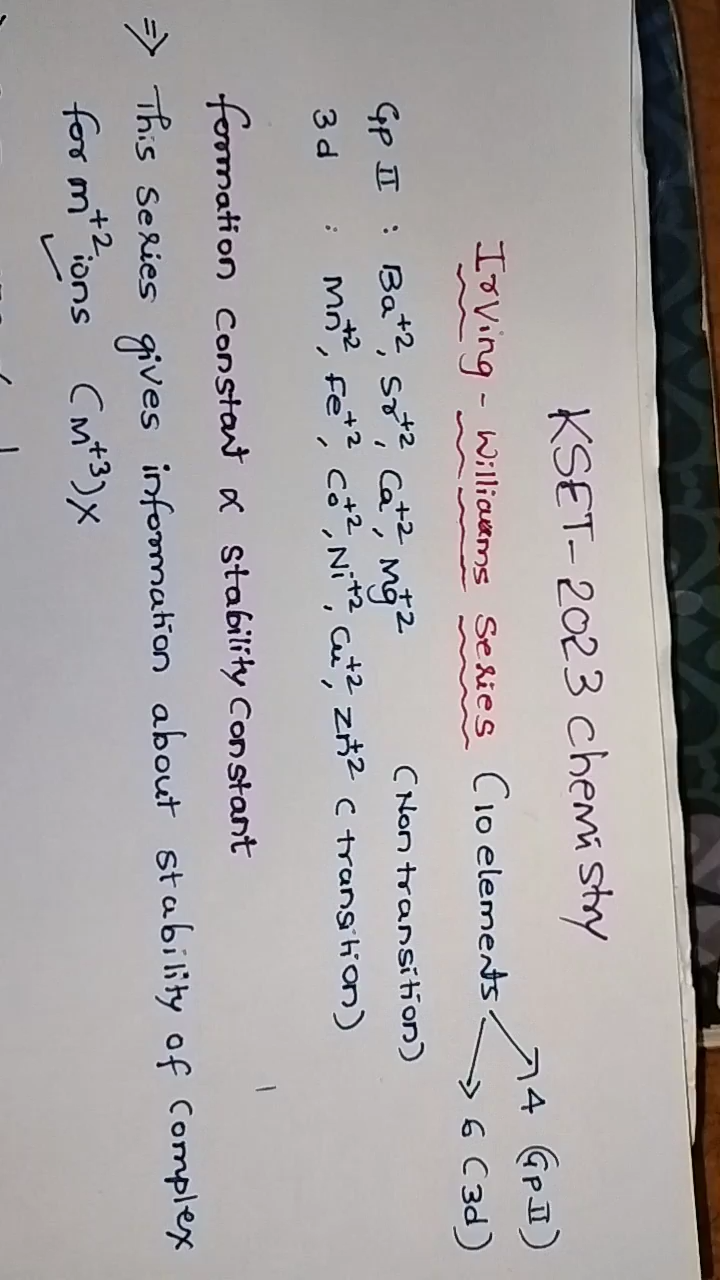 KSET-2023 chemistry
Irving - Williams Series (10 elements → 4 (Gp II)
→ 6 (3d)
Gp II : Ba+2, Sr+2, Ca+2, Mg+2 (Non transition)
3d : Mn+2, Fe+2, Co+2, Ni+2, Cu+2, Zn+2 (transition)
formation constant α stability constant
⇒ This series gives information about stability of complex
for m+2 ions (M+3)x